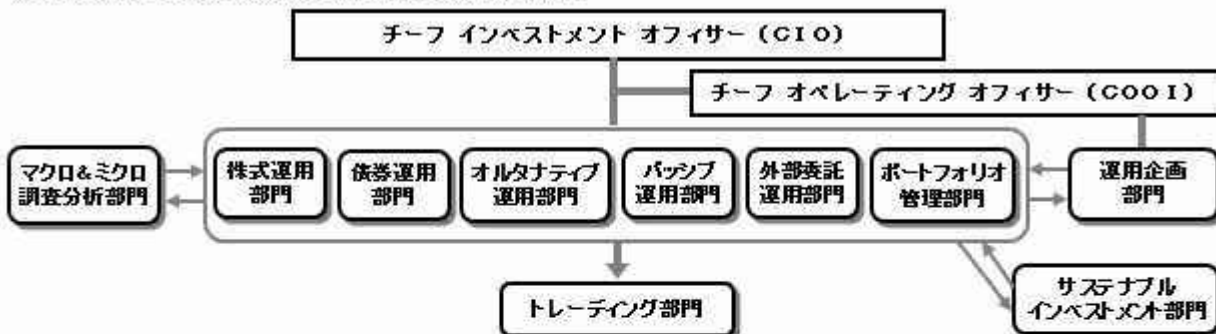 チーフ インベストメント オフィサー（CIO）
チーフ オペレーティング オフィサー（COOI）
マクロ&ミクロ
調査分析部門
株式運用
部門
債券運用
部門
オルタナティブ
運用部門
パッシブ
運用部門
外部委託
運用部門
ポートフォリオ
管理部門
運用企画
部門
トレーディング部門
サステナブル
インベストメント部門